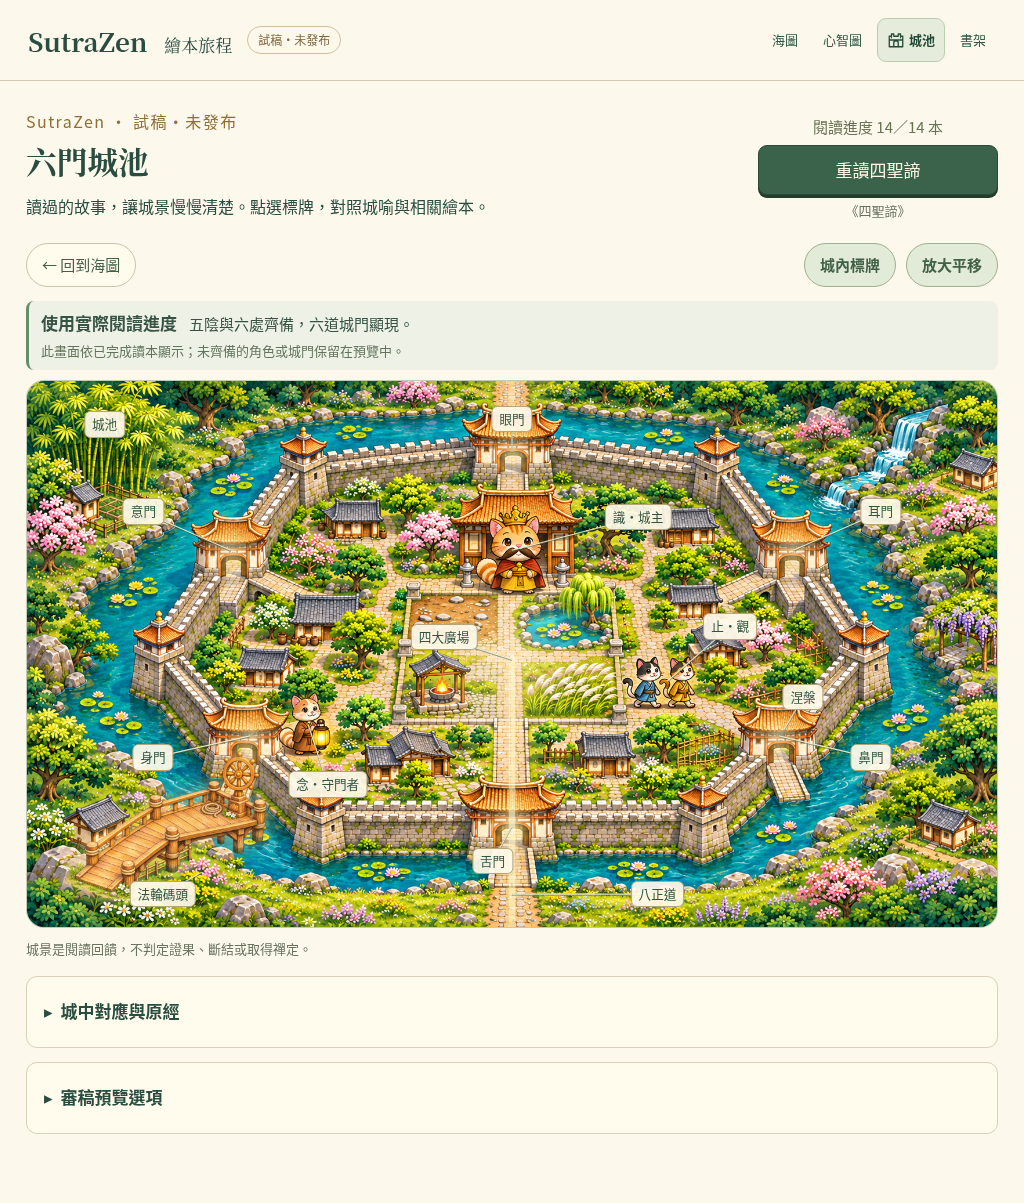 SutraZen 繪本旅程 試稿・未發布 海圖 心智圖 城池 書架
SutraZen ・ 試稿・未發布
六門城池
讀過的故事，讓城景慢慢清楚。點選標牌，對照城喻與相關繪本。
閱讀進度 14／14 本
重讀四聖諦
《四聖諦》
← 回到海圖
城內標牌
放大平移
使用實際閱讀進度 五陰與六處齊備，六道城門顯現。
此畫面依已完成讀本顯示；未齊備的角色或城門保留在預覽中。
城池
眼門
意門
識・城主
耳門
四大廣場
止・觀
涅槃
身門
鼻門
念・守門者
舌門
法輪碼頭
八正道
城景是閱讀回饋，不判定證果、斷結或取得禪定。
▸ 城中對應與原經
▸ 審稿預覽選項